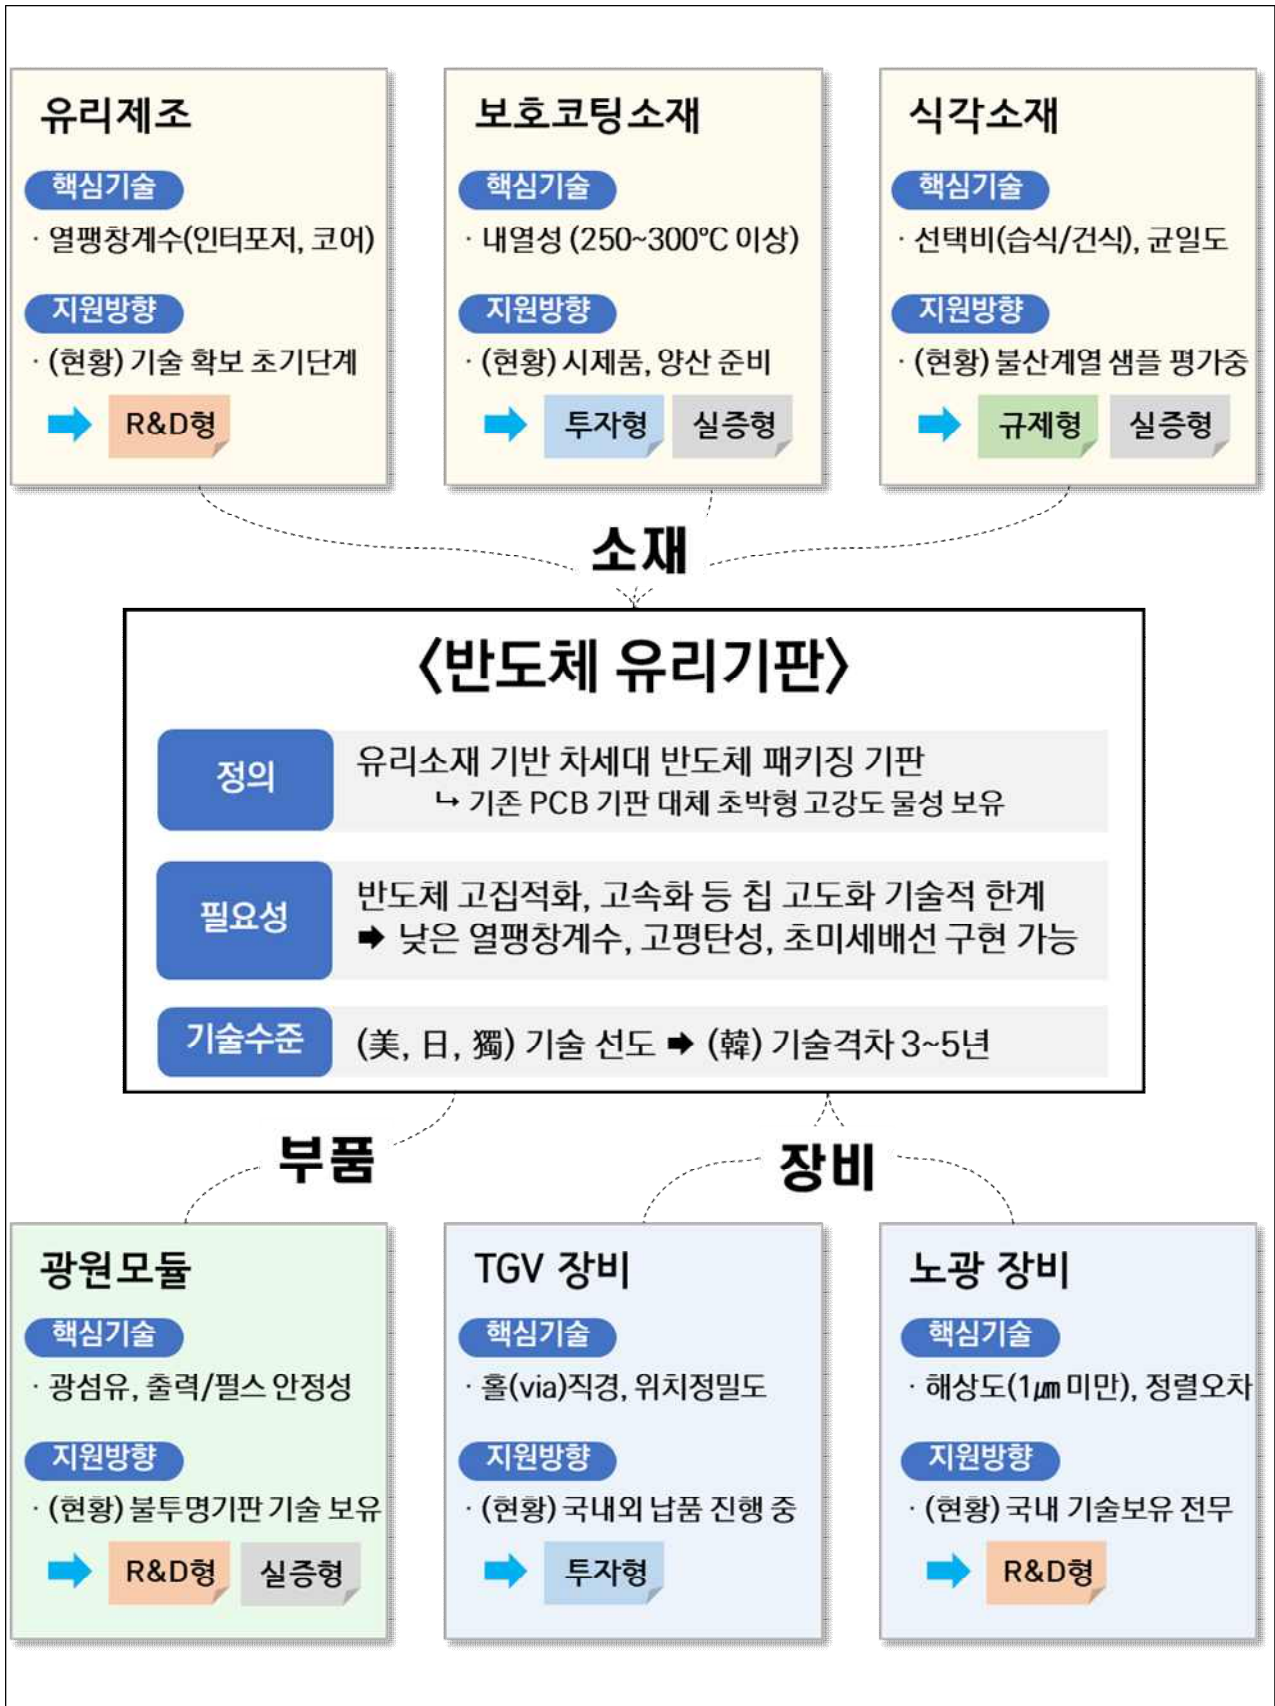 유리제조
핵심기술
· 열팽창계수(인터포저, 코어)
지원방향
· (현황) 기술 확보 초기단계
➡ R&D형
보호코팅소재
핵심기술
· 내열성 (250~300℃ 이상)
지원방향
· (현황) 시제품, 양산 준비
➡ 투자형 실증형
식각소재
핵심기술
· 선택비(습식/건식), 균일도
지원방향
· (현황) 불산계열 샘플 평가중
➡ 규제형 실증형
소재
〈반도체 유리기판〉
정의
유리소재 기반 차세대 반도체 패키징 기판
↳ 기존 PCB 기판 대체 초박형 고강도 물성 보유
필요성
반도체 고집적화, 고속화 등 칩 고도화 기술적 한계
➡ 낮은 열팽창계수, 고평탄성, 초미세배선 구현 가능
기술수준
(美, 日, 獨) 기술 선도 ➡ (韓) 기술격차 3~5년
부품
장비
광원모듈
핵심기술
· 광섬유, 출력/펄스 안정성
지원방향
· (현황) 불투명기판 기술 보유
➡ R&D형 실증형
TGV 장비
핵심기술
· 홀(via)직경, 위치정밀도
지원방향
· (현황) 국내외 납품 진행 중
➡ 투자형
노광 장비
핵심기술
· 해상도(1㎛ 미만), 정렬오차
지원방향
· (현황) 국내 기술보유 전무
➡ R&D형